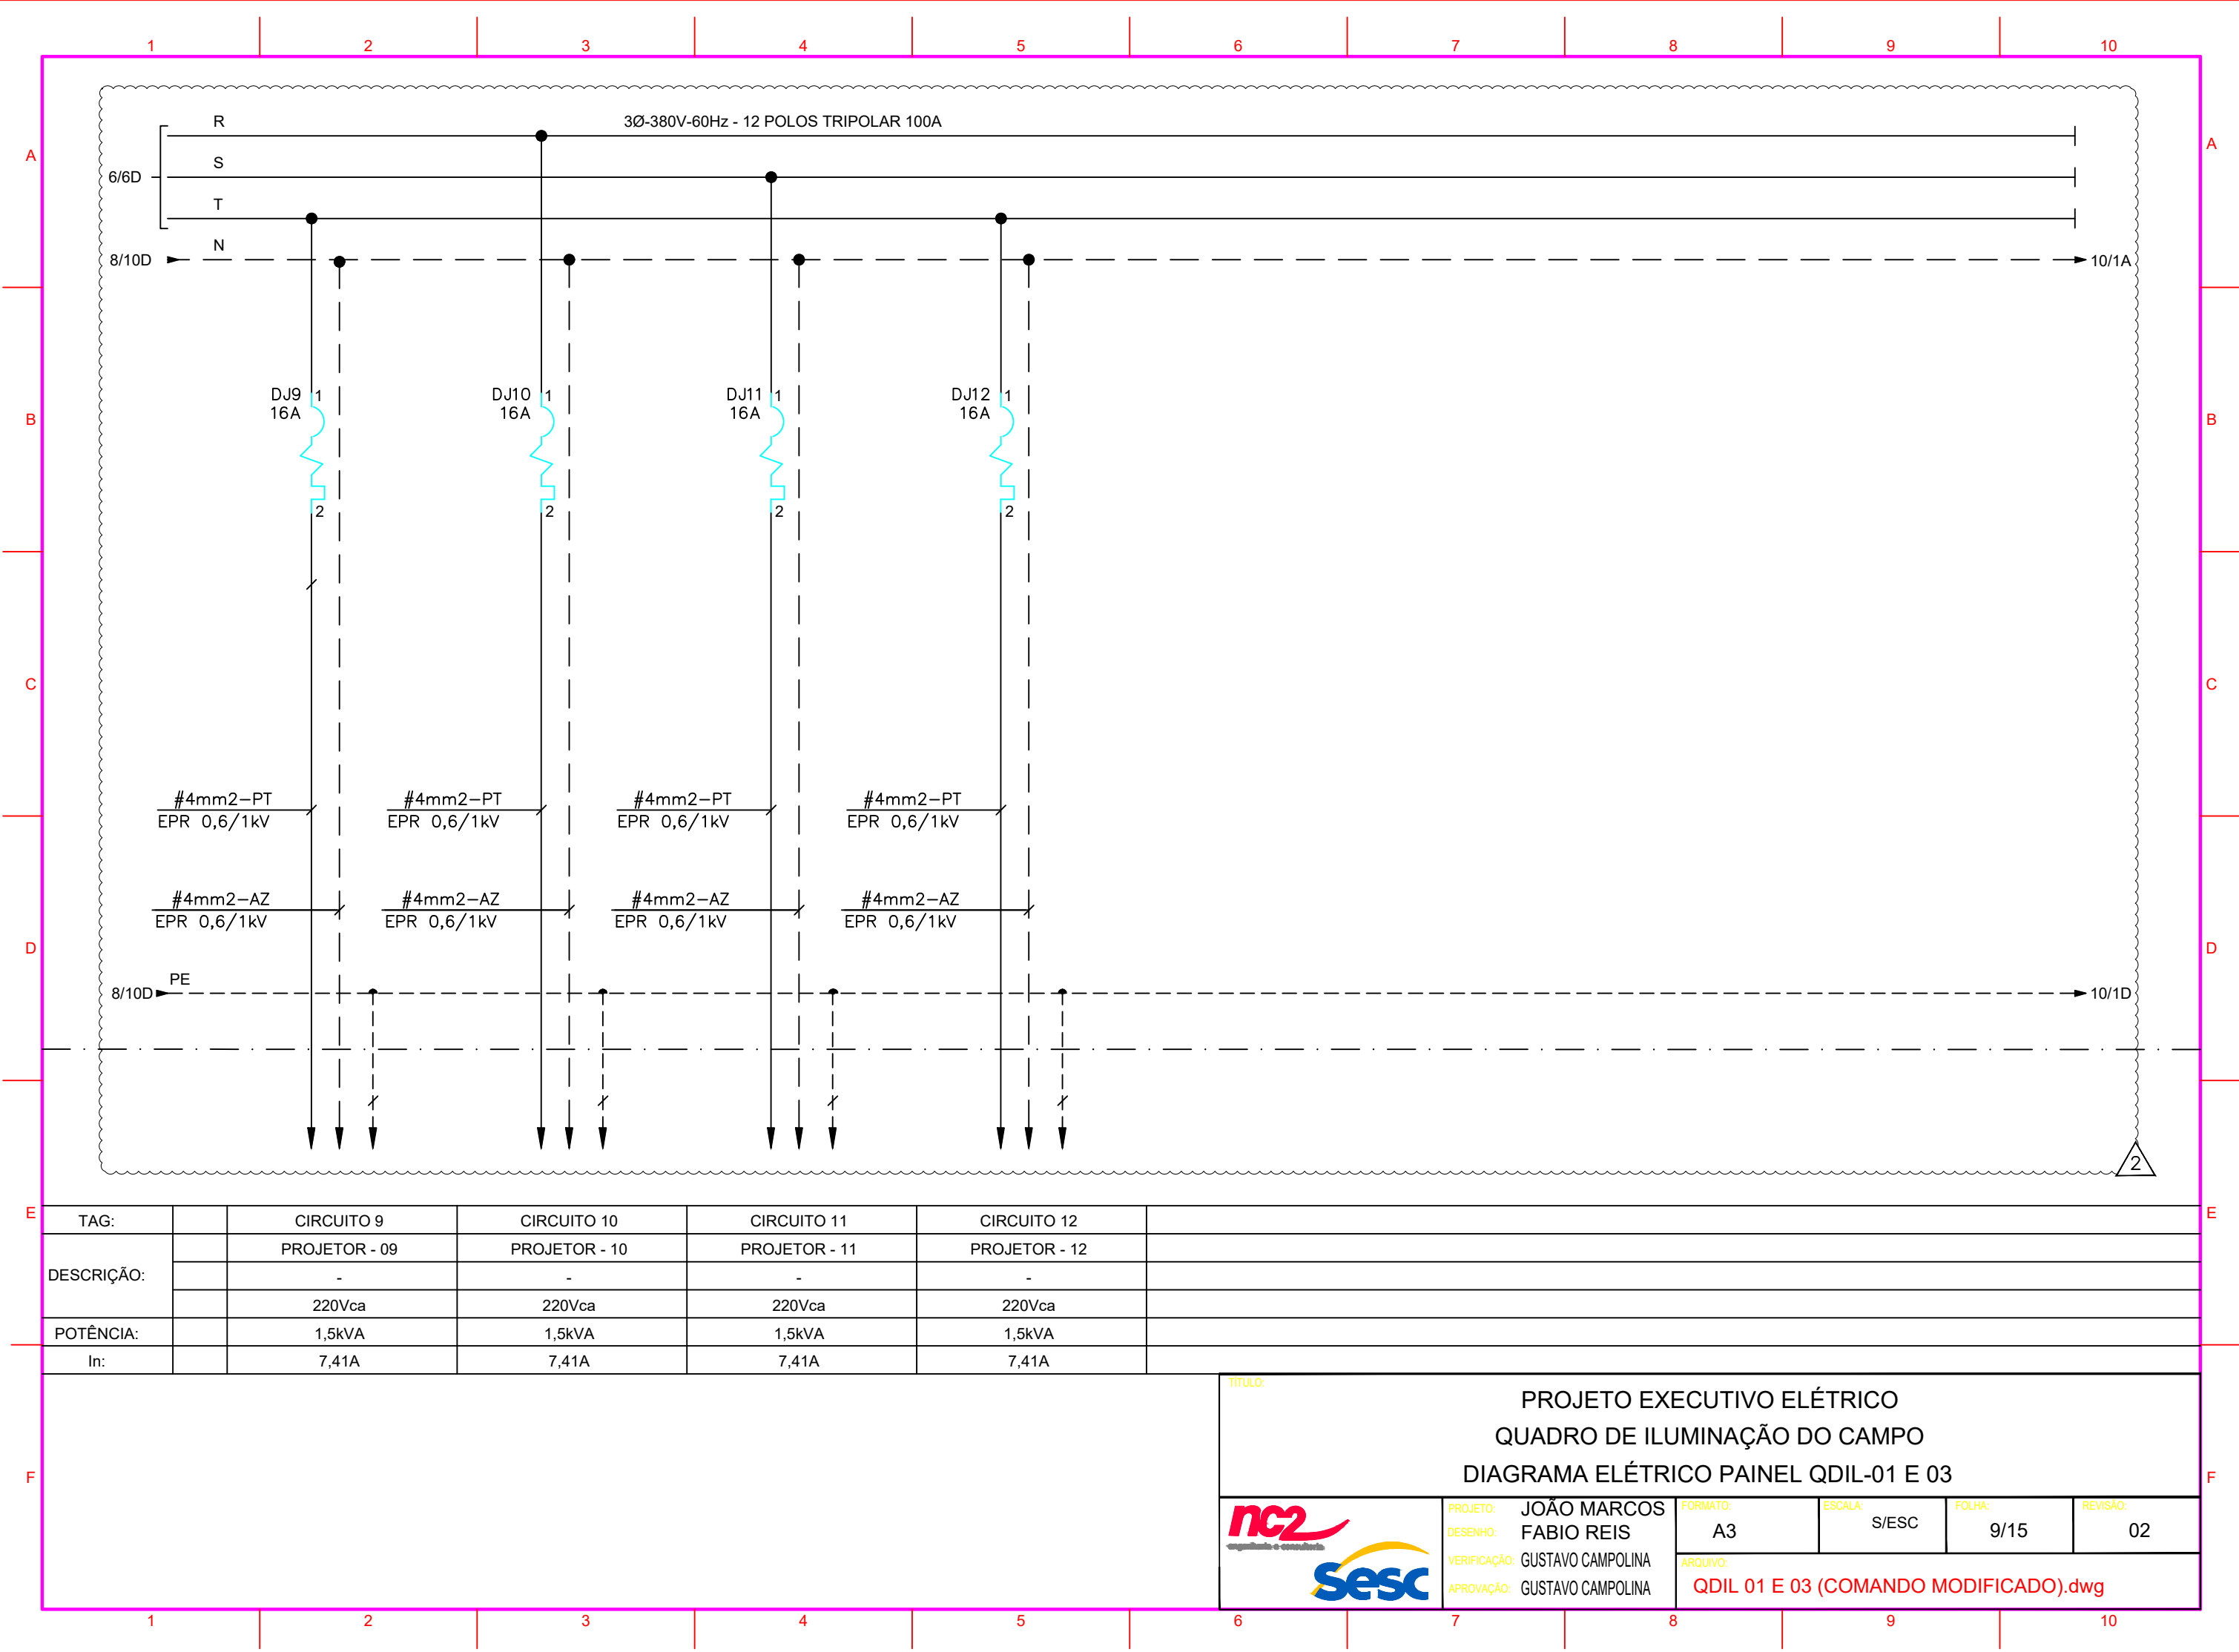 1 2 3 4 5 6 7 8 9 10
R 3Ø-380V-60Hz - 12 POLOS TRIPOLAR 100A
A A
S
6/6D
T
N
8/10D 10/1A
DJ9 1 DJ10 1 DJ11 1 DJ12 1
16A 16A 16A 16A
B B
2 2 2 2
C C
#4mm2-PT #4mm2-PT #4mm2-PT #4mm2-PT
EPR 0,6/1kV EPR 0,6/1kV EPR 0,6/1kV EPR 0,6/1kV
#4mm2-AZ #4mm2-AZ #4mm2-AZ #4mm2-AZ
EPR 0,6/1kV EPR 0,6/1kV EPR 0,6/1kV EPR 0,6/1kV
D D
PE
8/10D 10/1D
2
E E
TAG: CIRCUITO 9 CIRCUITO 10 CIRCUITO 11 CIRCUITO 12
PROJETOR - 09 PROJETOR - 10 PROJETOR - 11 PROJETOR - 12
DESCRIÇÃO: - - - -
220Vca 220Vca 220Vca 220Vca
POTÊNCIA: 1,5kVA 1,5kVA 1,5kVA 1,5kVA
In: 7,41A 7,41A 7,41A 7,41A
TÍTULO:
PROJETO EXECUTIVO ELÉTRICO
QUADRO DE ILUMINAÇÃO DO CAMPO
DIAGRAMA ELÉTRICO PAINEL QDIL-01 E 03
F F
nc2
engenharia e consultoria
sesc
PROJETO: JOÃO MARCOS
DESENHO: FABIO REIS
VERIFICAÇÃO: GUSTAVO CAMPOLINA
APROVAÇÃO: GUSTAVO CAMPOLINA
FORMATO: ESCALA: FOLHA: REVISÃO:
A3 S/ESC 9/15 02
ARQUIVO:
QDIL 01 E 03 (COMANDO MODIFICADO).dwg
1 2 3 4 5 6 7 8 9 10